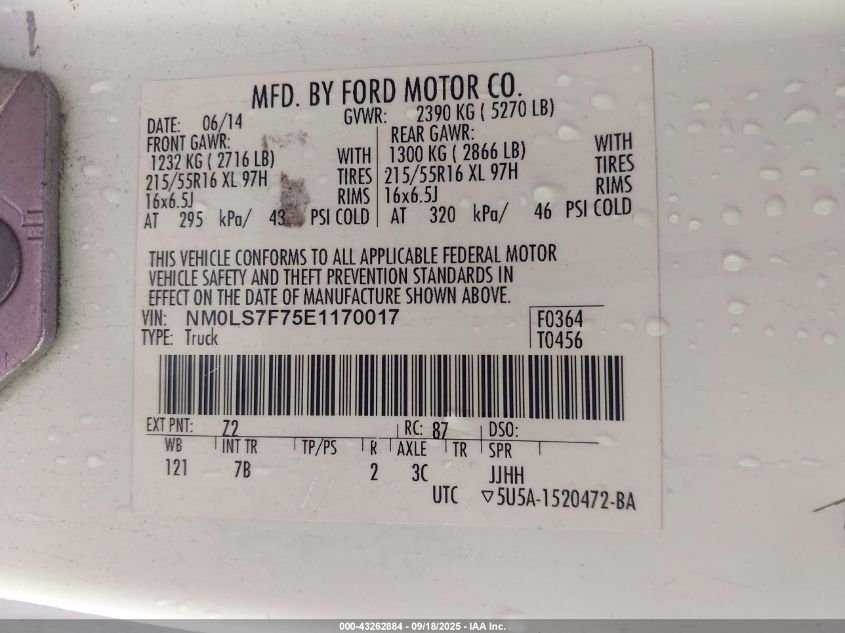 MFD. BY FORD MOTOR CO.
DATE: 06/14 GVWR: 2390 KG ( 5270 LB)
FRONT GAWR: REAR GAWR:
1232 KG ( 2716 LB) WITH 1300 KG ( 2866 LB) WITH
215/55R16 XL 97H TIRES 215/55R16 XL 97H TIRES
16x6.5J RIMS 16x6.5J RIMS
AT 295 kPa/ 43 PSI COLD AT 320 kPa/ 46 PSI COLD
THIS VEHICLE CONFORMS TO ALL APPLICABLE FEDERAL MOTOR
VEHICLE SAFETY AND THEFT PREVENTION STANDARDS IN
EFFECT ON THE DATE OF MANUFACTURE SHOWN ABOVE.
VIN: NM0LS7F75E1170017 F0364
TYPE: Truck T0456
EXT PNT: Z2 RC: 87 DSO:
WB INT TR TP/PS R AXLE TR SPR
121 7B 2 3C JJHH
UTC ▽5U5A-1520472-BA
000-43262884 - 09/18/2025 - IAA Inc.